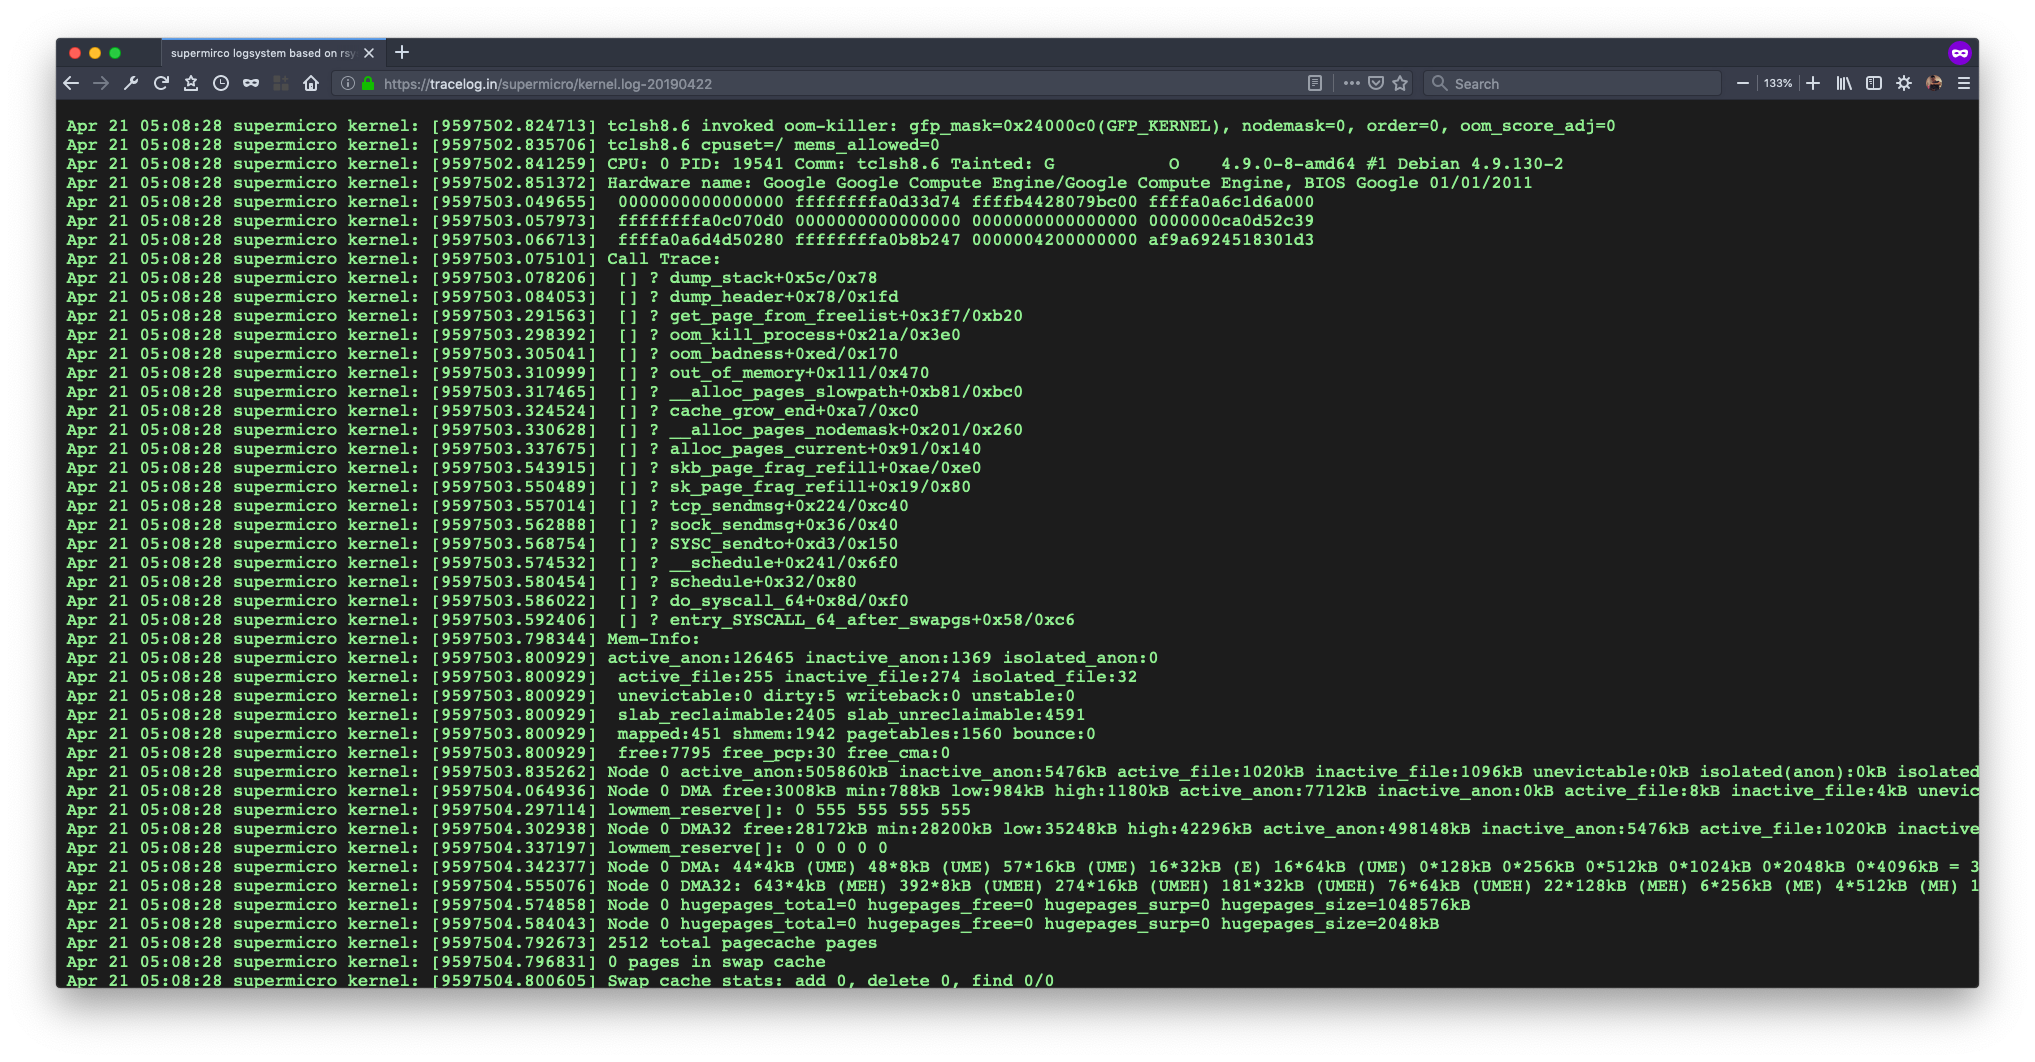 supermirco logsystem based on rsy
https://tracelog.in/supermicro/kernel.log-20190422
Search
133%
Apr 21 05:08:28 supermicro kernel: [9597502.824713] tclsh8.6 invoked oom-killer: gfp_mask=0x24000c0(GFP_KERNEL), nodemask=0, order=0, oom_score_adj=0
Apr 21 05:08:28 supermicro kernel: [9597502.835706] tclsh8.6 cpuset=/ mems_allowed=0
Apr 21 05:08:28 supermicro kernel: [9597502.841259] CPU: 0 PID: 19541 Comm: tclsh8.6 Tainted: G           O    4.9.0-8-amd64 #1 Debian 4.9.130-2
Apr 21 05:08:28 supermicro kernel: [9597502.851372] Hardware name: Google Google Compute Engine/Google Compute Engine, BIOS Google 01/01/2011
Apr 21 05:08:28 supermicro kernel: [9597503.049655]  0000000000000000 ffffffffa0d33d74 ffffb4428079bc00 ffffa0a6c1d6a000
Apr 21 05:08:28 supermicro kernel: [9597503.057973]  ffffffffa0c070d0 0000000000000000 0000000000000000 0000000ca0d52c39
Apr 21 05:08:28 supermicro kernel: [9597503.066713]  ffffa0a6d4d50280 ffffffffa0b8b247 0000004200000000 af9a6924518301d3
Apr 21 05:08:28 supermicro kernel: [9597503.075101] Call Trace:
Apr 21 05:08:28 supermicro kernel: [9597503.078206]  [] ? dump_stack+0x5c/0x78
Apr 21 05:08:28 supermicro kernel: [9597503.084053]  [] ? dump_header+0x78/0x1fd
Apr 21 05:08:28 supermicro kernel: [9597503.291563]  [] ? get_page_from_freelist+0x3f7/0xb20
Apr 21 05:08:28 supermicro kernel: [9597503.298392]  [] ? oom_kill_process+0x21a/0x3e0
Apr 21 05:08:28 supermicro kernel: [9597503.305041]  [] ? oom_badness+0xed/0x170
Apr 21 05:08:28 supermicro kernel: [9597503.310999]  [] ? out_of_memory+0x111/0x470
Apr 21 05:08:28 supermicro kernel: [9597503.317465]  [] ? __alloc_pages_slowpath+0xb81/0xbc0
Apr 21 05:08:28 supermicro kernel: [9597503.324524]  [] ? cache_grow_end+0xa7/0xc0
Apr 21 05:08:28 supermicro kernel: [9597503.330628]  [] ? __alloc_pages_nodemask+0x201/0x260
Apr 21 05:08:28 supermicro kernel: [9597503.337675]  [] ? alloc_pages_current+0x91/0x140
Apr 21 05:08:28 supermicro kernel: [9597503.543915]  [] ? skb_page_frag_refill+0xae/0xe0
Apr 21 05:08:28 supermicro kernel: [9597503.550489]  [] ? sk_page_frag_refill+0x19/0x80
Apr 21 05:08:28 supermicro kernel: [9597503.557014]  [] ? tcp_sendmsg+0x224/0xc40
Apr 21 05:08:28 supermicro kernel: [9597503.562888]  [] ? sock_sendmsg+0x36/0x40
Apr 21 05:08:28 supermicro kernel: [9597503.568754]  [] ? SYSC_sendto+0xd3/0x150
Apr 21 05:08:28 supermicro kernel: [9597503.574532]  [] ? __schedule+0x241/0x6f0
Apr 21 05:08:28 supermicro kernel: [9597503.580454]  [] ? schedule+0x32/0x80
Apr 21 05:08:28 supermicro kernel: [9597503.586022]  [] ? do_syscall_64+0x8d/0xf0
Apr 21 05:08:28 supermicro kernel: [9597503.592406]  [] ? entry_SYSCALL_64_after_swapgs+0x58/0xc6
Apr 21 05:08:28 supermicro kernel: [9597503.798344] Mem-Info:
Apr 21 05:08:28 supermicro kernel: [9597503.800929] active_anon:126465 inactive_anon:1369 isolated_anon:0
Apr 21 05:08:28 supermicro kernel: [9597503.800929]  active_file:255 inactive_file:274 isolated_file:32
Apr 21 05:08:28 supermicro kernel: [9597503.800929]  unevictable:0 dirty:5 writeback:0 unstable:0
Apr 21 05:08:28 supermicro kernel: [9597503.800929]  slab_reclaimable:2405 slab_unreclaimable:4591
Apr 21 05:08:28 supermicro kernel: [9597503.800929]  mapped:451 shmem:1942 pagetables:1560 bounce:0
Apr 21 05:08:28 supermicro kernel: [9597503.800929]  free:7795 free_pcp:30 free_cma:0
Apr 21 05:08:28 supermicro kernel: [9597503.835262] Node 0 active_anon:505860kB inactive_anon:5476kB active_file:1020kB inactive_file:1096kB unevictable:0kB isolated(anon):0kB isolated
Apr 21 05:08:28 supermicro kernel: [9597504.064936] Node 0 DMA free:3008kB min:788kB low:984kB high:1180kB active_anon:7712kB inactive_anon:0kB active_file:8kB inactive_file:4kB unevic
Apr 21 05:08:28 supermicro kernel: [9597504.297114] lowmem_reserve[]: 0 555 555 555 555
Apr 21 05:08:28 supermicro kernel: [9597504.302938] Node 0 DMA32 free:28172kB min:28200kB low:35248kB high:42296kB active_anon:498148kB inactive_anon:5476kB active_file:1020kB inactive
Apr 21 05:08:28 supermicro kernel: [9597504.337197] lowmem_reserve[]: 0 0 0 0 0
Apr 21 05:08:28 supermicro kernel: [9597504.342377] Node 0 DMA: 44*4kB (UME) 48*8kB (UME) 57*16kB (UME) 16*32kB (E) 16*64kB (UME) 0*128kB 0*256kB 0*512kB 0*1024kB 0*2048kB 0*4096kB = 3
Apr 21 05:08:28 supermicro kernel: [9597504.555076] Node 0 DMA32: 643*4kB (MEH) 392*8kB (UMEH) 274*16kB (UMEH) 181*32kB (UMEH) 76*64kB (UMEH) 22*128kB (MEH) 6*256kB (ME) 4*512kB (MH) 1
Apr 21 05:08:28 supermicro kernel: [9597504.574858] Node 0 hugepages_total=0 hugepages_free=0 hugepages_surp=0 hugepages_size=1048576kB
Apr 21 05:08:28 supermicro kernel: [9597504.584043] Node 0 hugepages_total=0 hugepages_free=0 hugepages_surp=0 hugepages_size=2048kB
Apr 21 05:08:28 supermicro kernel: [9597504.792673] 2512 total pagecache pages
Apr 21 05:08:28 supermicro kernel: [9597504.796831] 0 pages in swap cache
Apr 21 05:08:28 supermicro kernel: [9597504.800605] Swap cache stats: add 0, delete 0, find 0/0